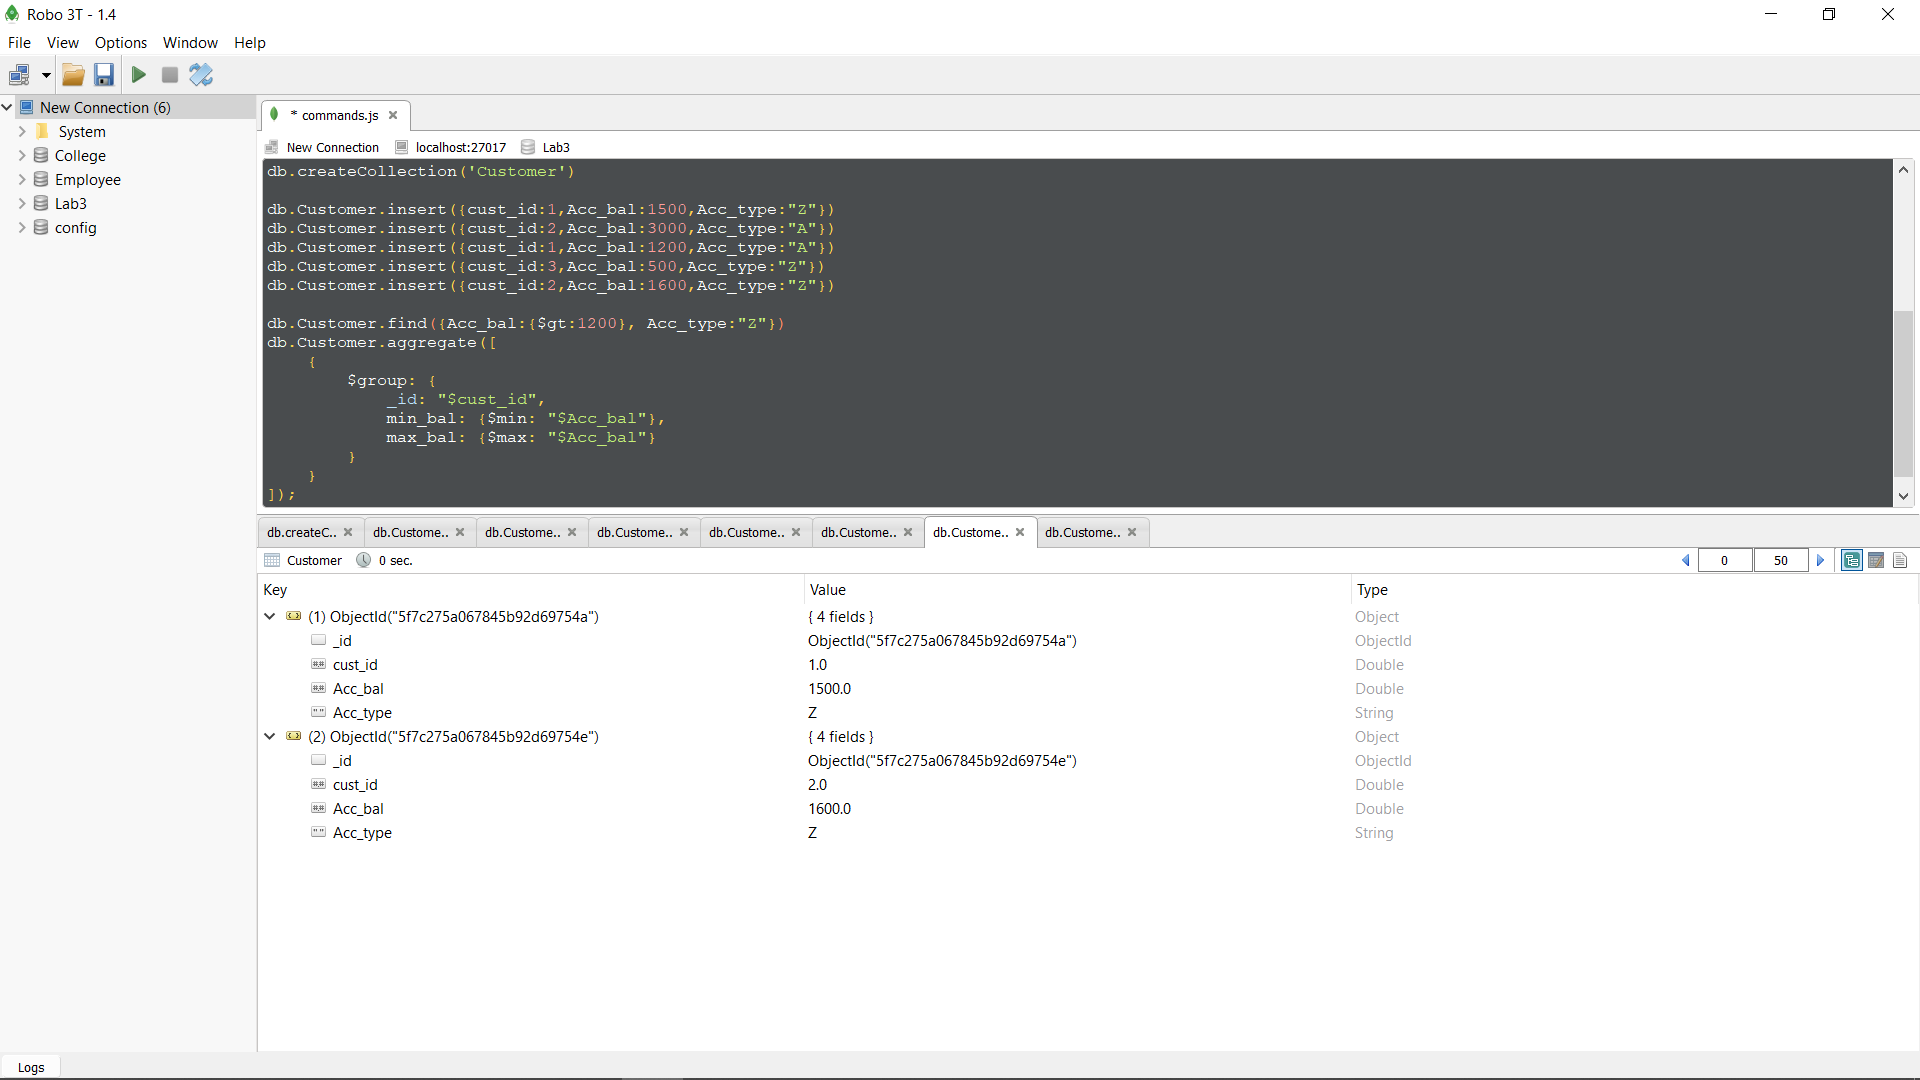 Robo 3T - 1.4
File View Options Window Help
New Connection (6)
System
College
Employee
Lab3
config
* commands.js
New Connection localhost:27017 Lab3
db.createCollection('Customer')
db.Customer.insert({cust_id:1,Acc_bal:1500,Acc_type:"Z"})
db.Customer.insert({cust_id:2,Acc_bal:3000,Acc_type:"A"})
db.Customer.insert({cust_id:1,Acc_bal:1200,Acc_type:"A"})
db.Customer.insert({cust_id:3,Acc_bal:500,Acc_type:"Z"})
db.Customer.insert({cust_id:2,Acc_bal:1600,Acc_type:"Z"})
db.Customer.find({Acc_bal:{$gt:1200}, Acc_type:"Z"})
db.Customer.aggregate([
{
$group: {
_id: "$cust_id",
min_bal: {$min: "$Acc_bal"},
max_bal: {$max: "$Acc_bal"}
}
}
]);
db.createC.. db.Custome.. db.Custome.. db.Custome.. db.Custome.. db.Custome.. db.Custome.. db.Custome..
Customer 0 sec. 0 50
Key Value Type
(1) ObjectId("5f7c275a067845b92d69754a") { 4 fields } Object
_id ObjectId("5f7c275a067845b92d69754a") ObjectId
cust_id 1.0 Double
Acc_bal 1500.0 Double
Acc_type Z String
(2) ObjectId("5f7c275a067845b92d69754e") { 4 fields } Object
_id ObjectId("5f7c275a067845b92d69754e") ObjectId
cust_id 2.0 Double
Acc_bal 1600.0 Double
Acc_type Z String
Logs